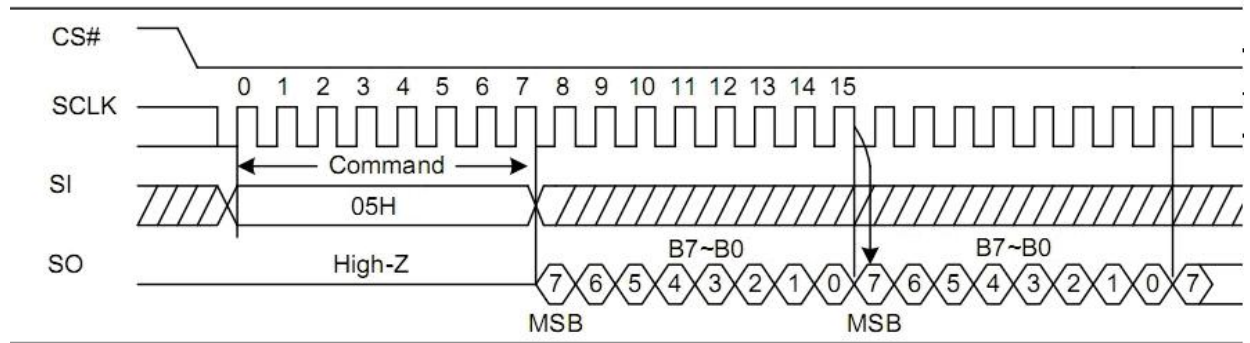 CS#
0 1 2 3 4 5 6 7 8 9 10 11 12 13 14 15
SCLK
Command
SI
05H
B7~B0 B7~B0
SO High-Z
7 6 5 4 3 2 1 0 7 6 5 4 3 2 1 0 7
MSB MSB